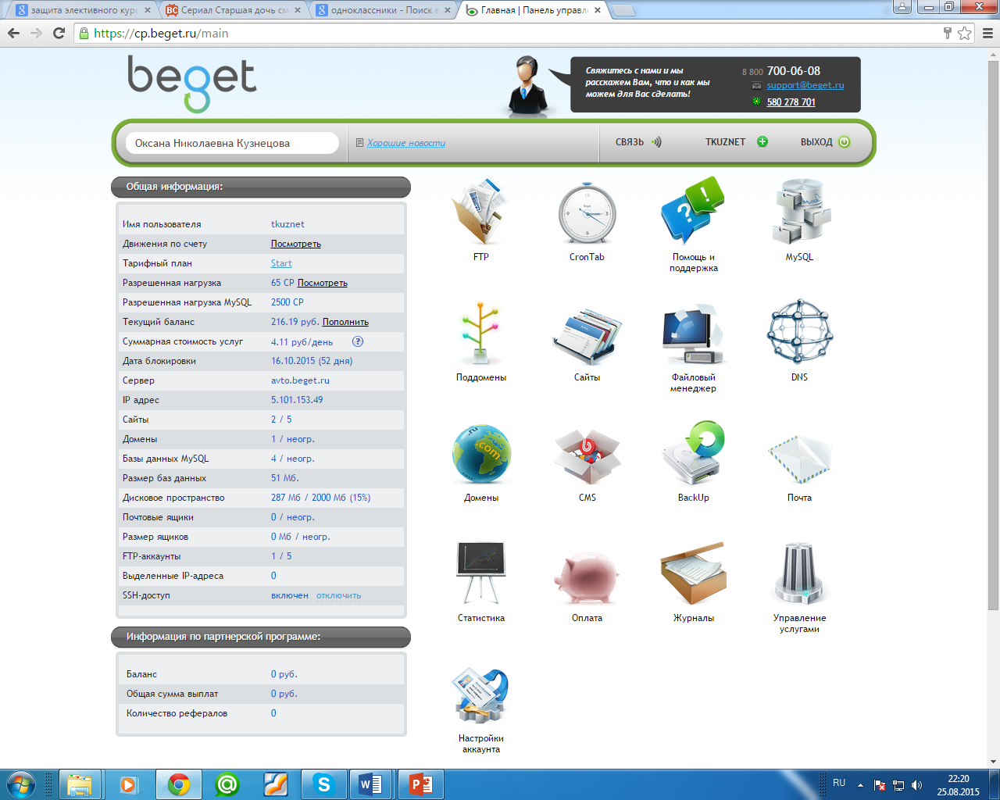 защита элективного курс
Сериал Старшая дочь см
одноклассники - Поиск в
Главная | Панель управл
https://cp.beget.ru/main
beget
Свяжитесь с нами и мы
расскажем Вам, что и как мы
можем для Вас сделать!
8 800 700-06-08
support@beget.ru
580 278 701
Оксана Николаевна Кузнецова
Хорошие новости
СВЯЗЬ
TKUZNET
ВЫХОД
Общая информация:
Имя пользователя tkuznet
Движения по счету Посмотреть
Тарифный план Start
Разрешенная нагрузка 65 CP Посмотреть
Разрешенная нагрузка MySQL 2500 CP
Текущий баланс 216.19 руб. Пополнить
Суммарная стоимость услуг 4.11 руб/день ?
Дата блокировки 16.10.2015 (52 дня)
Сервер avto.beget.ru
IP адрес 5.101.153.49
Сайты 2 / 5
Домены 1 / неогр.
Базы данных MySQL 4 / неогр.
Размер баз данных 51 Мб.
Дисковое пространство 287 Мб / 2000 Мб (15%)
Почтовые ящики 0 / неогр.
Размер ящиков 0 Мб / неогр.
FTP-аккаунты 1 / 5
Выделенные IP-адреса 0
SSH-доступ включен отключить
Информация по партнерской программе:
Баланс 0 руб.
Общая сумма выплат 0 руб.
Количество рефералов 0
FTP
CronTab
Помощь и
поддержка
MySQL
Поддомены
Сайты
Файловый
менеджер
DNS
Домены
CMS
BackUp
Почта
Статистика
Оплата
Журналы
Управление
услугами
Настройки
аккаунта
RU
22:20
25.08.2015